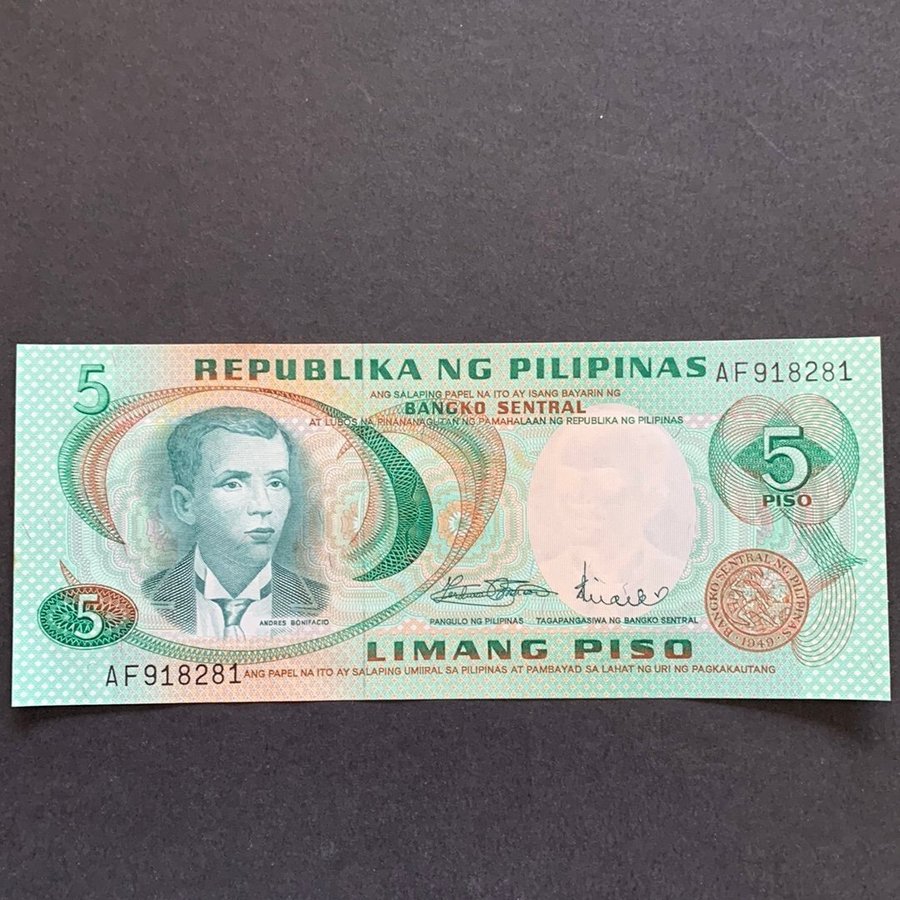 5
REPUBLIKA NG PILIPINAS
AF918281
ANG SALAPING PAPEL NA ITO AY ISANG BAYARIN NG
BANGKO SENTRAL
AT LUBOS NA PINANANAGUTAN NG PAMAHALAAN NG REPUBLIKA NG PILIPINAS
5
PISO
BANGKO SENTRAL NG PILIPINAS
1949
5
ANDRES BONIFACIO
PANGULO NG PILIPINAS
TAGAPANGASIWA NG BANGKO SENTRAL
LIMANG PISO
AF918281
ANG PAPEL NA ITO AY SALAPING UMIIRAL SA PILIPINAS AT PAMBAYAD SA LAHAT NG URI NG PAGKAKAUTANG